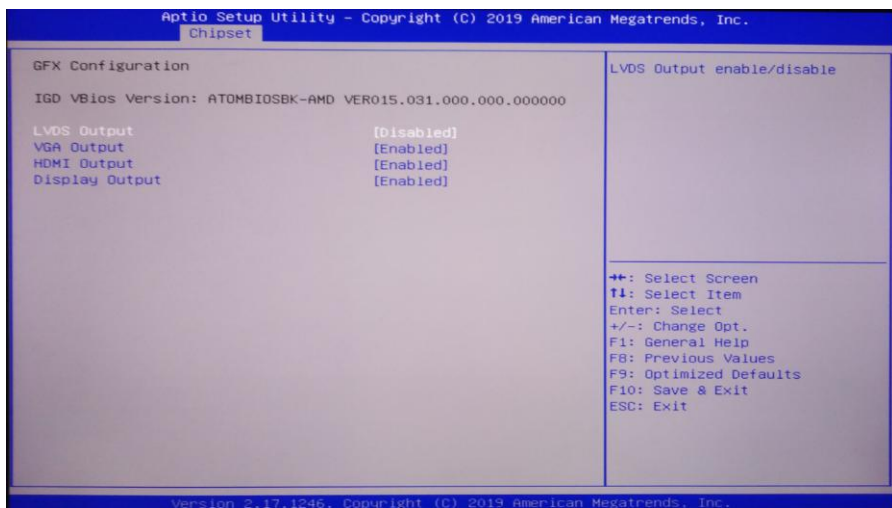 Aptio Setup Utility – Copyright (C) 2019 American Megatrends, Inc.
Chipset
GFX Configuration
IGD VBios Version: ATOMBIOSBK-AMD VER015.031.000.000.000000
LVDS Output [Disabled]
VGA Output [Enabled]
HDMI Output [Enabled]
Display Output [Enabled]
LVDS Output enable/disable
→←: Select Screen
↑↓: Select Item
Enter: Select
+/-: Change Opt.
F1: General Help
F8: Previous Values
F9: Optimized Defaults
F10: Save & Exit
ESC: Exit
Version 2.17.1246. Copyright (C) 2019 American Megatrends, Inc.